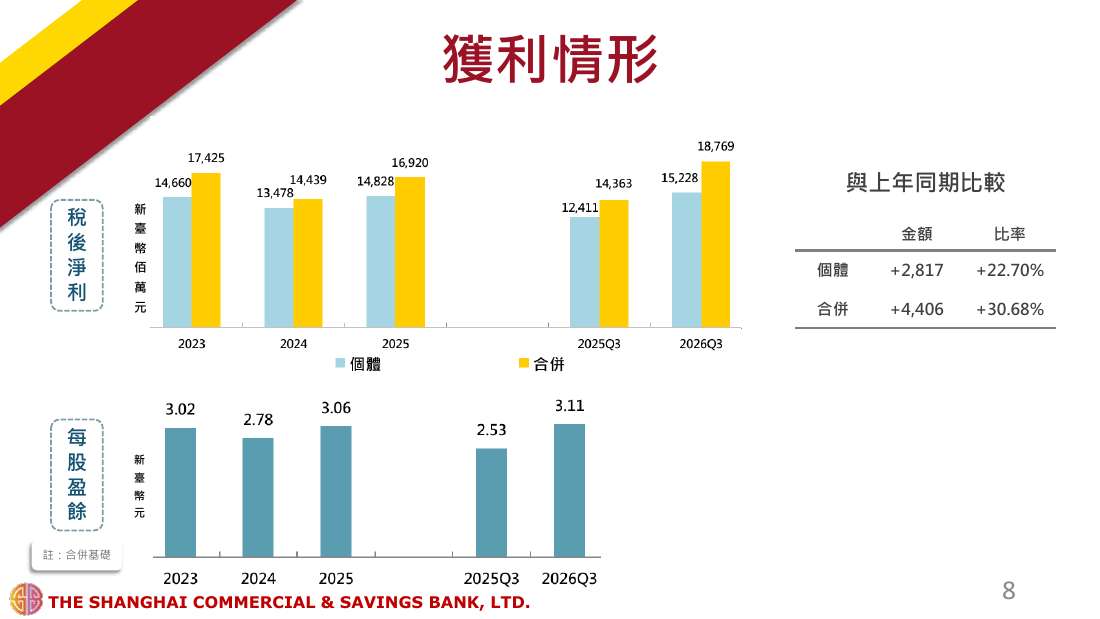 獲利情形
稅後淨利
新臺幣佰萬元
14,660 17,425
13,478 14,439
14,828 16,920
12,411 14,363
15,228 18,769
2023 2024 2025 2025Q3 2026Q3
個體 合併
與上年同期比較
金額 比率
個體 +2,817 +22.70%
合併 +4,406 +30.68%
每股盈餘
新臺幣元
3.02 2.78 3.06 2.53 3.11
2023 2024 2025 2025Q3 2026Q3
註：合併基礎
THE SHANGHAI COMMERCIAL & SAVINGS BANK, LTD.
8